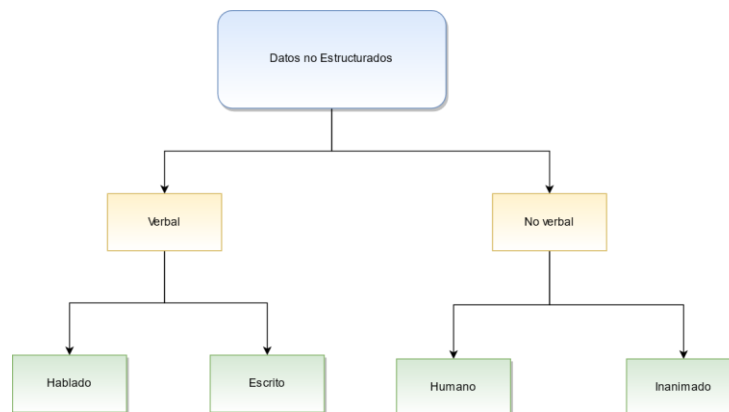 Datos no Estructurados
Verbal
No verbal
Hablado
Escrito
Humano
Inanimado